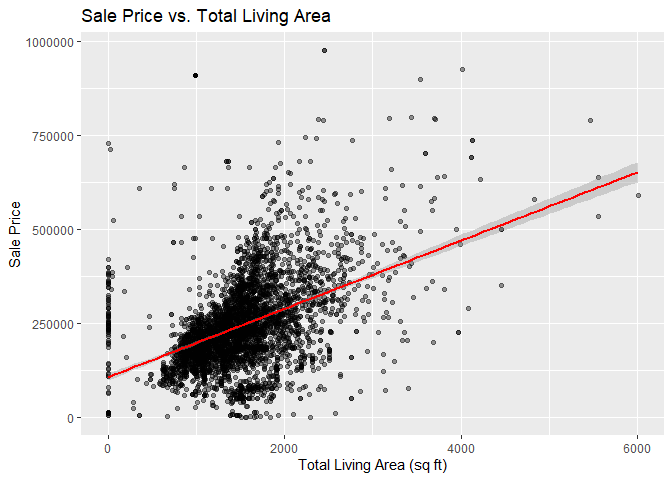 Sale Price vs. Total Living Area
1000000
750000
500000
250000
0
Sale Price
0 2000 4000 6000
Total Living Area (sq ft)